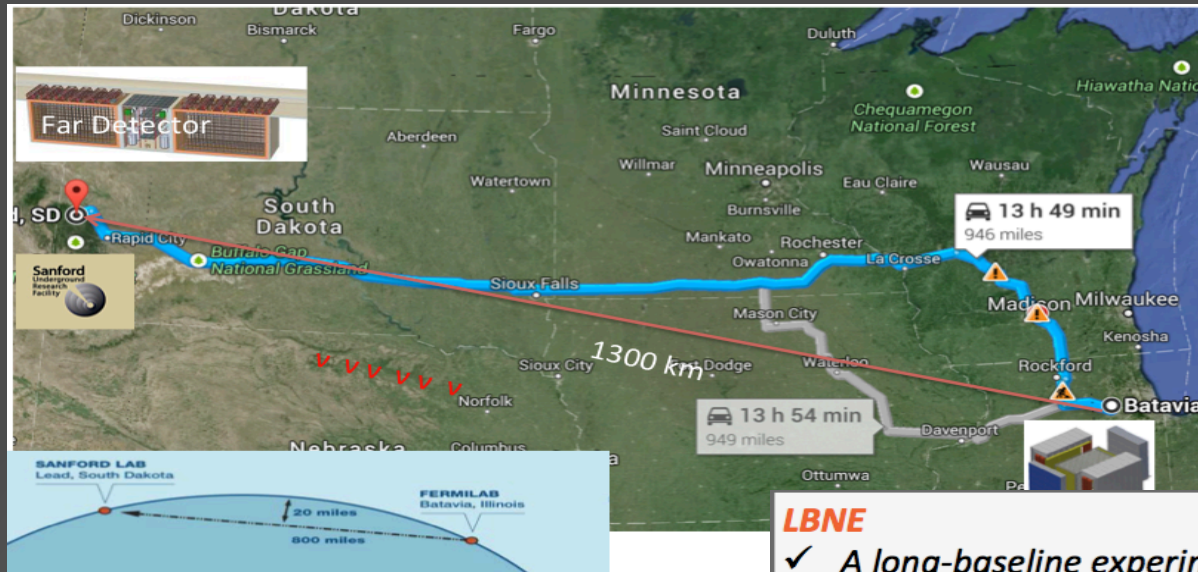 Dakota
Dickinson
Bismarck
Fargo
Duluth
Minnesota
Hiawatha
Chequamegon
National Forest
Far Detector
Aberdeen
Saint Cloud
Willmar
Minneapolis
Wausau
Watertown
Eau Claire
Burnsville
13 h 49 min
946 miles
South
Dakota
SD
Rapid City
Buffalo Gap
National Grassland
Mankato
Rochester
Owatonna
La Crosse
Sanford
Underground
Research
Facility
Sioux Falls
Madison
Milwaukee
Mason City
Kenosha
1300 km
Sioux City
Dodge
Waterloo
Rockford
ν ν ν ν ν ν
Norfolk
Batavia
13 h 54 min
949 miles
Davenport
Nebraska
Columbus
Ottumwa
SANFORD LAB
Lead, South Dakota
FERMILAB
Batavia, Illinois
20 miles
800 miles
LBNE
✓ A long-baseline